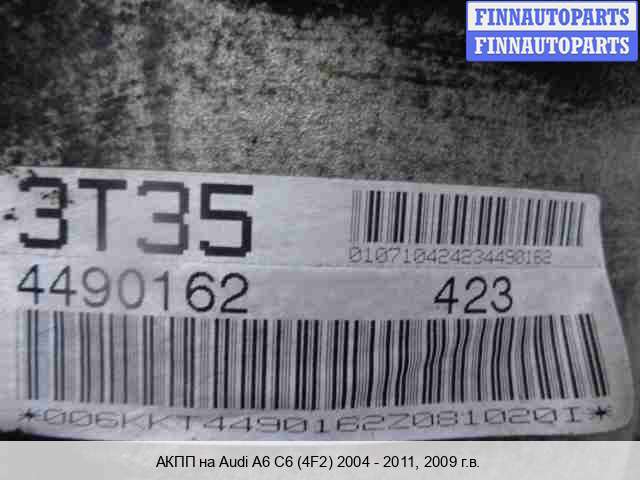 FINNAUTOPARTS
FINNAUTOPARTS
3T35
010710424234490162
4490162 423
*006KKT4490162Z081020I*
АКПП на Audi A6 C6 (4F2) 2004 - 2011, 2009 г.в.